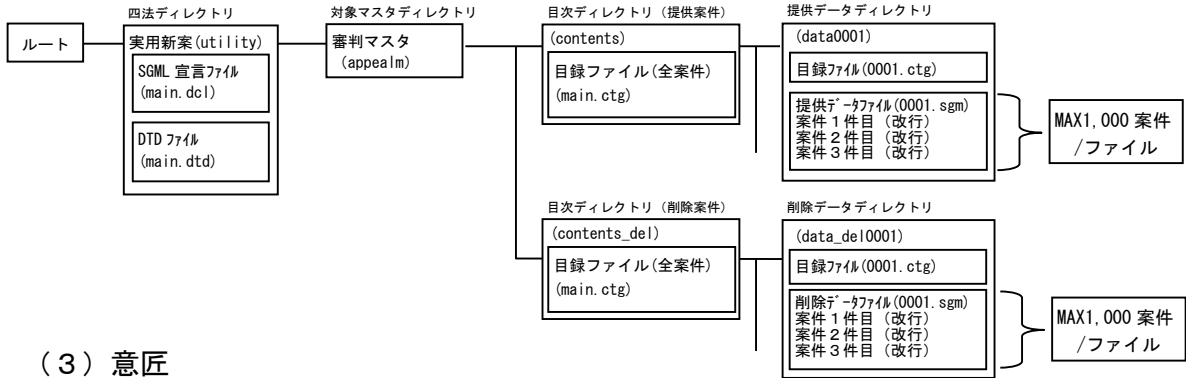 四法ディレクトリ
対象マスタディレクトリ
目次ディレクトリ（提供案件）
提供データディレクトリ
ルート
実用新案(utility)
SGML 宣言ファイル
(main.dcl)
DTD ファイル
(main.dtd)
審判マスタ
(appealm)
(contents)
目録ファイル(全案件)
(main.ctg)
(data0001)
目録ファイル(0001.ctg)
提供データファイル(0001.sgm)
案件１件目（改行）
案件２件目（改行）
案件３件目（改行）
MAX1,000 案件
/ファイル
目次ディレクトリ（削除案件）
削除データディレクトリ
(contents_del)
目録ファイル(全案件)
(main.ctg)
(data_del0001)
目録ファイル(0001.ctg)
削除データファイル(0001.sgm)
案件１件目（改行）
案件２件目（改行）
案件３件目（改行）
MAX1,000 案件
/ファイル
（３）意匠